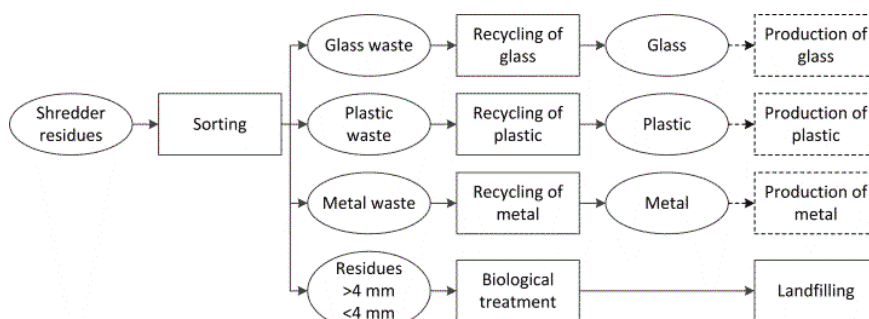 Glass waste
Recycling of
glass
Glass
Production of
glass
Shredder
residues
Sorting
Plastic
waste
Recycling of
plastic
Plastic
Production of
plastic
Metal waste
Recycling of
metal
Metal
Production of
metal
Residues
>4 mm
<4 mm
Biological
treatment
Landfilling